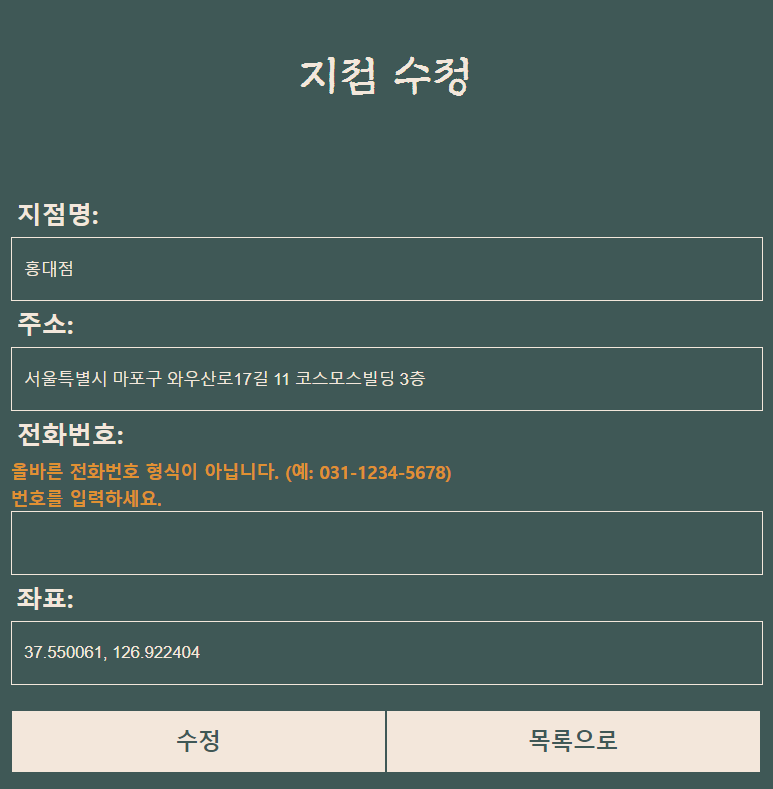 지점 수정
지점명:
홍대점
주소:
서울특별시 마포구 와우산로17길 11 코스모스빌딩 3층
전화번호:
올바른 전화번호 형식이 아닙니다. (예: 031-1234-5678)
번호를 입력하세요.
좌표:
37.550061, 126.922404
수정 목록으로